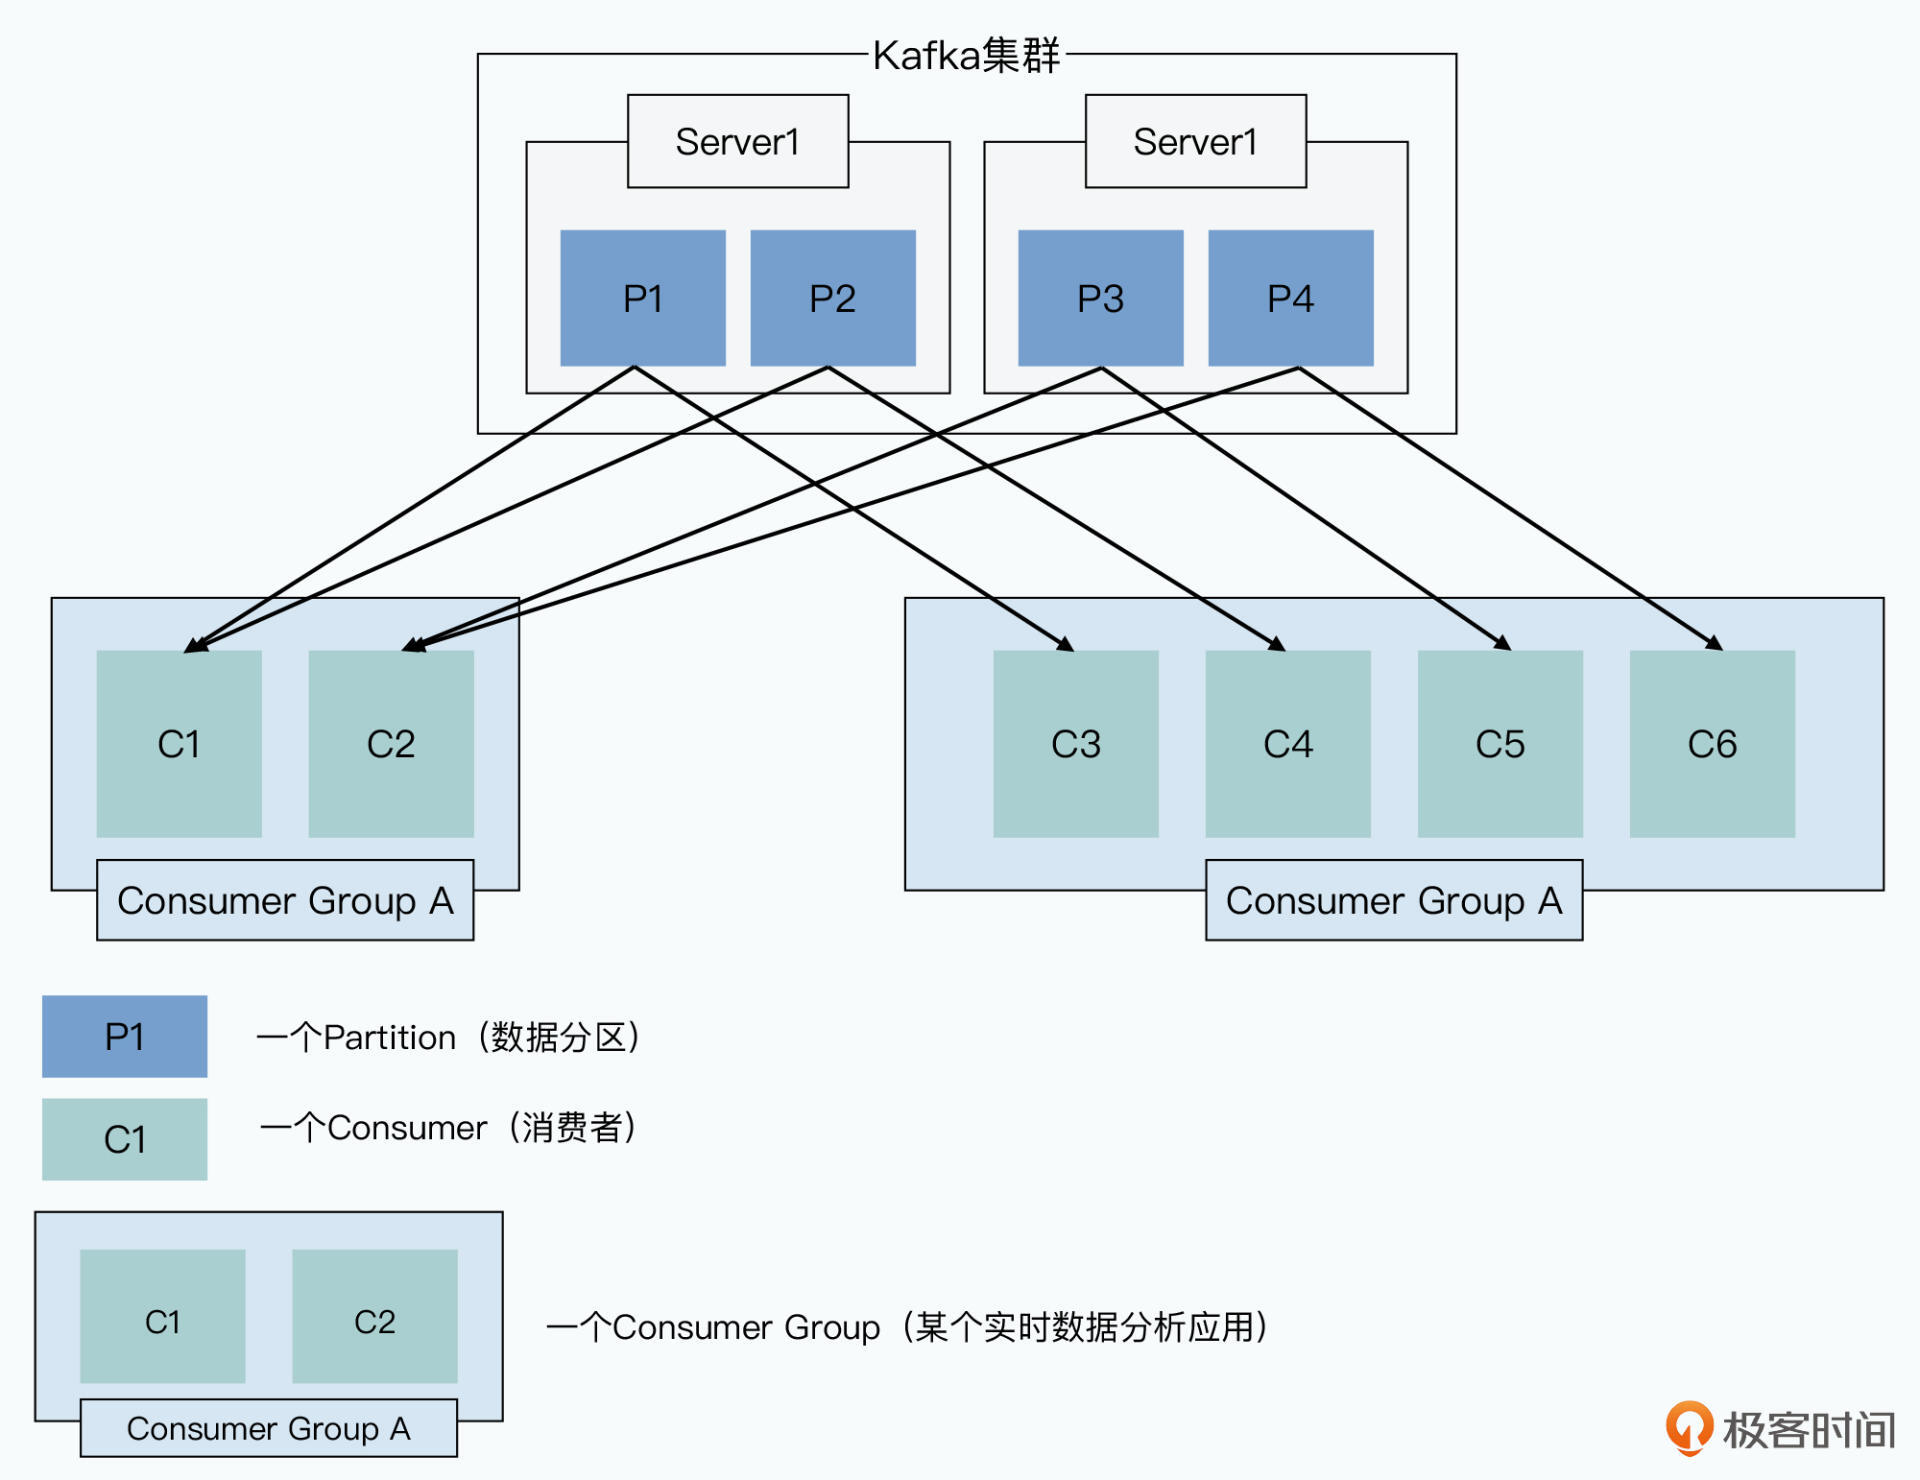 Kafka集群
Server1
Server1
P1
P2
P3
P4
C1
C2
C3
C4
C5
C6
Consumer Group A
Consumer Group A
P1
一个Partition（数据分区）
C1
一个Consumer（消费者）
C1
C2
一个Consumer Group（某个实时数据分析应用）
Consumer Group A
极客时间